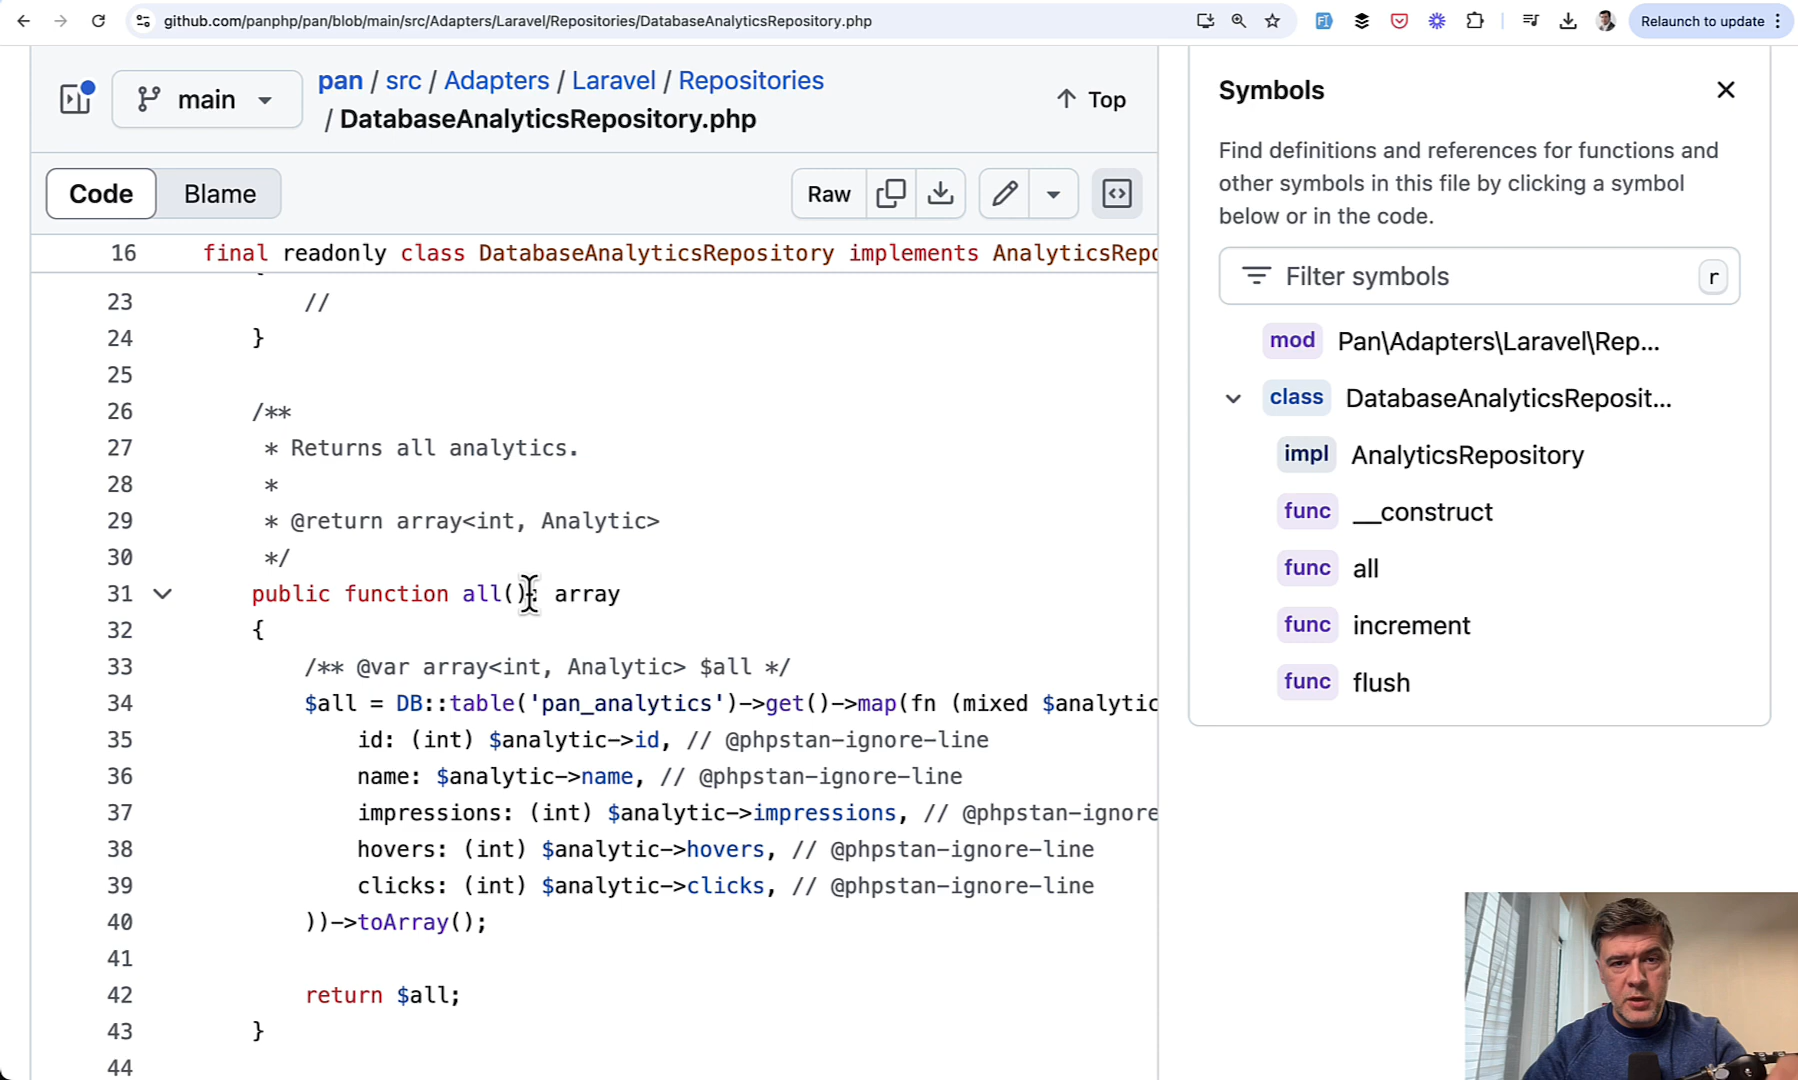 github.com/panphp/pan/blob/main/src/Adapters/Laravel/Repositories/DatabaseAnalyticsRepository.php
Relaunch to update
main
pan / src / Adapters / Laravel / Repositories
/ DatabaseAnalyticsRepository.php
Top
Code
Blame
Raw
16 final readonly class DatabaseAnalyticsRepository implements AnalyticsRepo
23 //
24 }
25
26 /**
27 * Returns all analytics.
28 *
29 * @return array<int, Analytic>
30 */
31 public function all(): array
32 {
33 /** @var array<int, Analytic> $all */
34 $all = DB::table('pan_analytics')->get()->map(fn (mixed $analytic
35 id: (int) $analytic->id, // @phpstan-ignore-line
36 name: $analytic->name, // @phpstan-ignore-line
37 impressions: (int) $analytic->impressions, // @phpstan-ignore
38 hovers: (int) $analytic->hovers, // @phpstan-ignore-line
39 clicks: (int) $analytic->clicks, // @phpstan-ignore-line
40 ))->toArray();
41
42 return $all;
43 }
44
Symbols
Find definitions and references for functions and
other symbols in this file by clicking a symbol
below or in the code.
Filter symbols
r
mod Pan\Adapters\Laravel\Rep...
class DatabaseAnalyticsReposit...
impl AnalyticsRepository
func __construct
func all
func increment
func flush